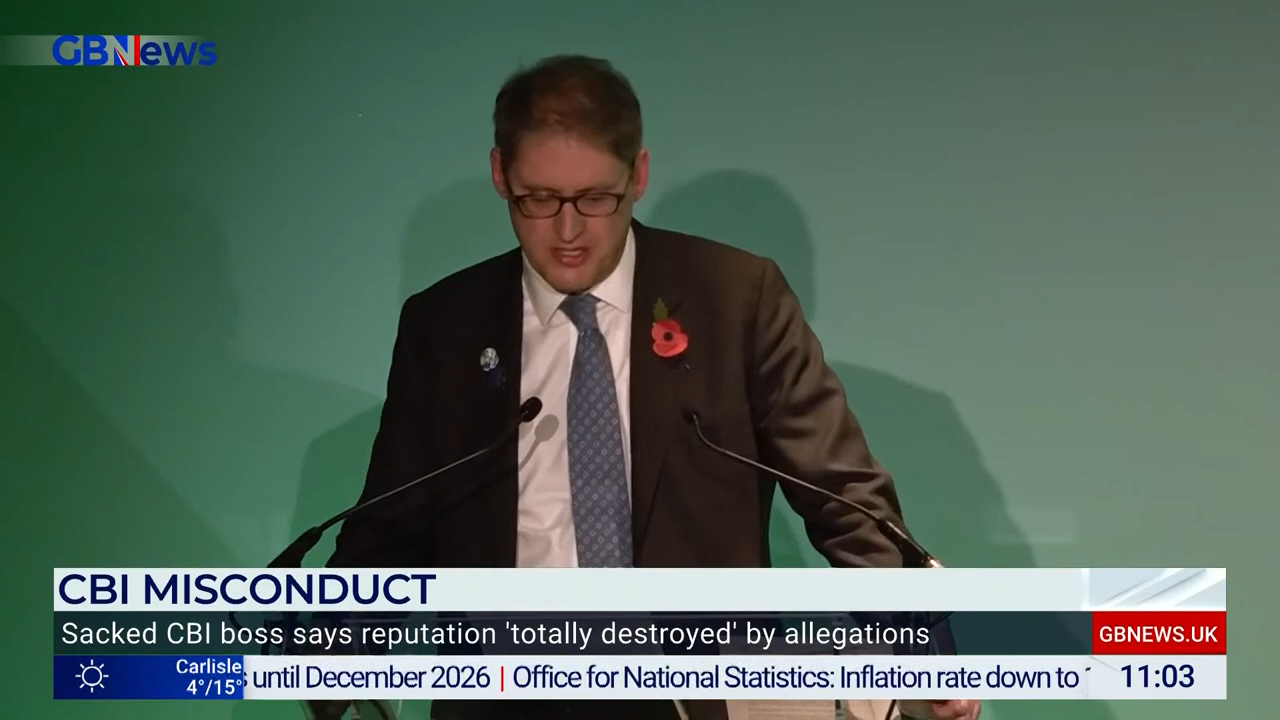 GBNews
CBI MISCONDUCT
Sacked CBI boss says reputation 'totally destroyed' by allegations
GBNEWS.UK
Carlisle
4°/15°
until December 2026 | Office for National Statistics: Inflation rate down to
11:03